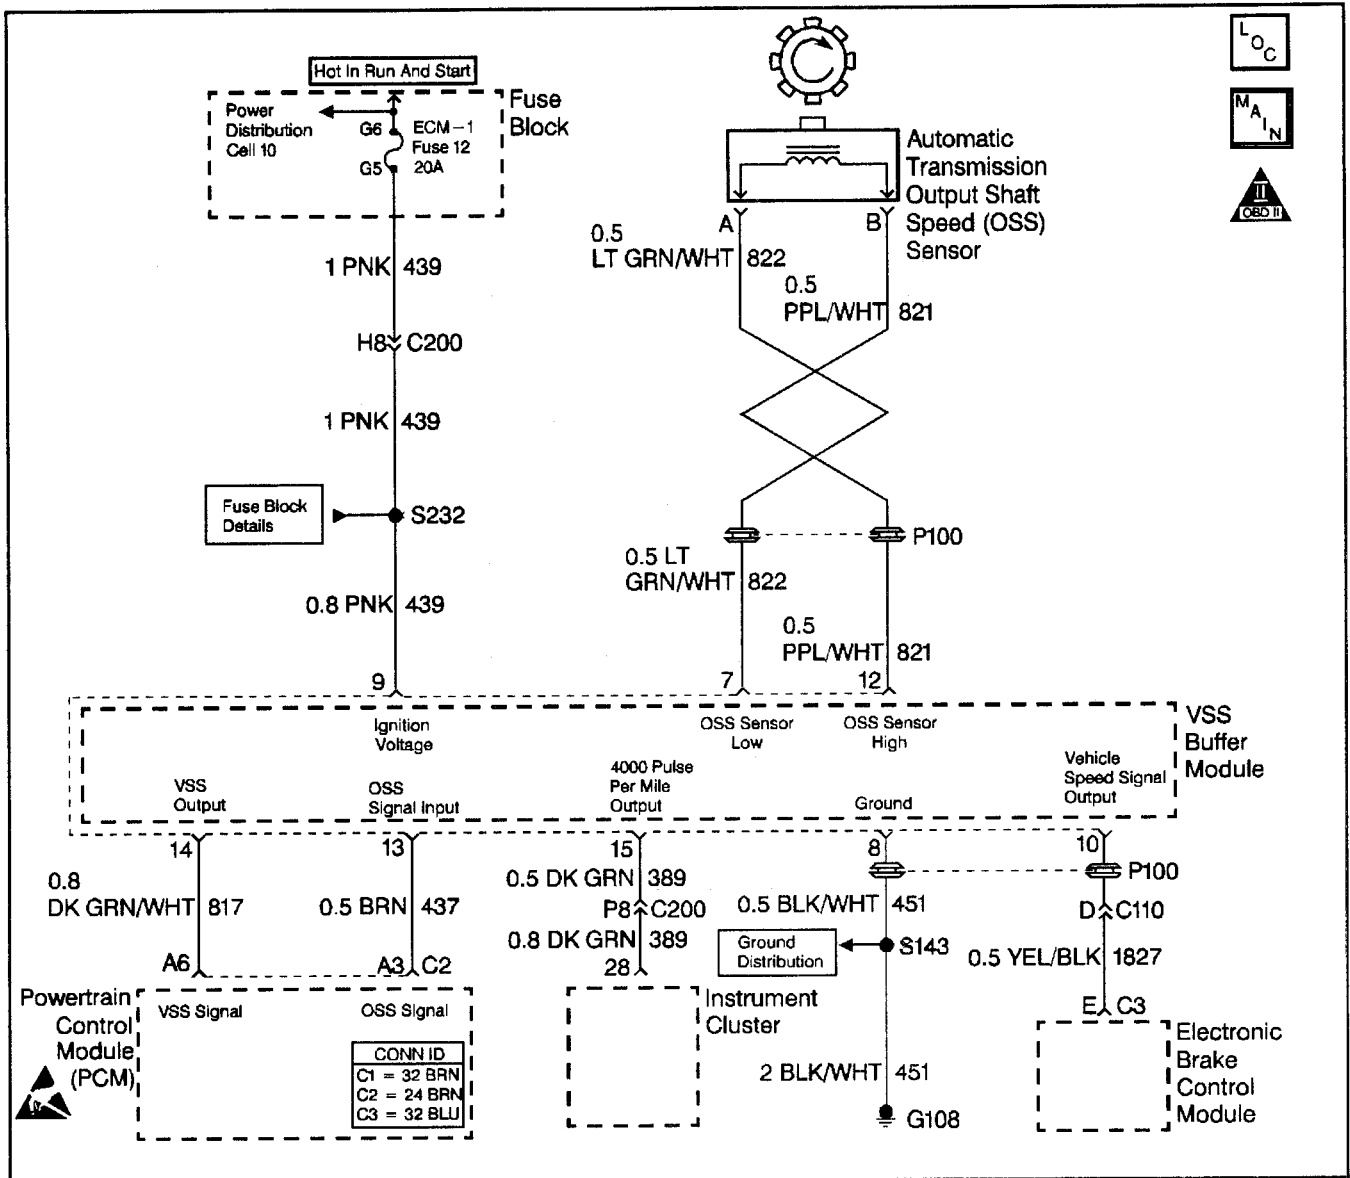 Hot In Run And Start
Fuse
Block
Power
Distribution
Cell 10
G6
ECM – 1
Fuse 12
20A
G5
1 PNK 439
H8 C200
1 PNK 439
Fuse Block
Details
S232
0.8 PNK 439
9
Automatic
Transmission
Output Shaft
Speed (OSS)
Sensor
A
B
0.5
LT GRN/WHT 822
0.5
PPL/WHT 821
P100
0.5 LT
GRN/WHT 822
0.5
PPL/WHT 821
7
12
LOC
MAIN
II
OBD II
Ignition
Voltage
OSS Sensor
Low
OSS Sensor
High
VSS
Buffer
Module
VSS
Output
OSS
Signal Input
4000 Pulse
Per Mile
Output
Ground
Vehicle
Speed Signal
Output
14
13
15
8
10
0.8
DK GRN/WHT 817
0.5 BRN 437
0.5 DK GRN 389
P8 C200
0.8 DK GRN 389
28
0.5 BLK/WHT 451
P100
D C110
Ground
Distribution
S143
0.5 YEL/BLK 1827
A6
A3 C2
E C3
Powertrain
Control
Module
(PCM)
VSS Signal
OSS Signal
CONN ID
C1 = 32 BRN
C2 = 24 BRN
C3 = 32 BLU
Instrument
Cluster
2 BLK/WHT 451
G108
Electronic
Brake
Control
Module